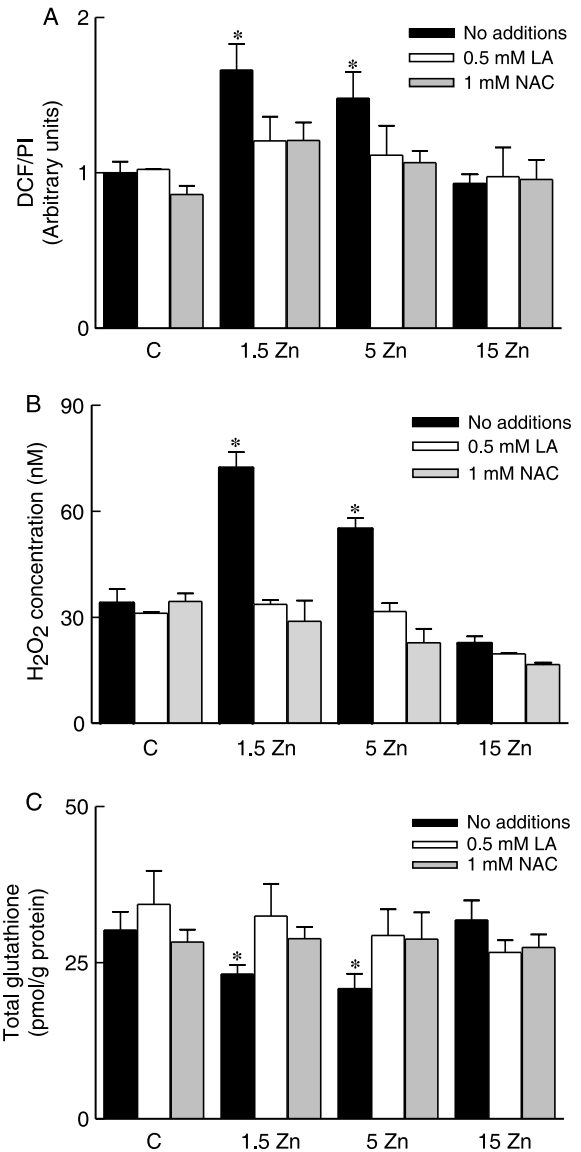 A
2
1
0
DCF/PI
(Arbitrary units)
No additions
0.5 mM LA
1 mM NAC
*
*
C
1.5 Zn
5 Zn
15 Zn
B
90
60
30
0
H₂O₂ concentration (nM)
No additions
0.5 mM LA
1 mM NAC
*
*
C
1.5 Zn
5 Zn
15 Zn
C
50
25
0
Total glutathione
(pmol/g protein)
No additions
0.5 mM LA
1 mM NAC
*
*
C
1.5 Zn
5 Zn
15 Zn